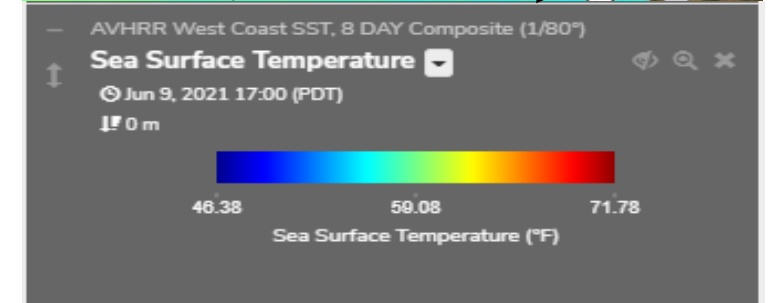 AVHRR West Coast SST, 8 DAY Composite (1/80°)
Sea Surface Temperature
Jun 9, 2021 17:00 (PDT)
0 m
46.38 59.08 71.78
Sea Surface Temperature (°F)